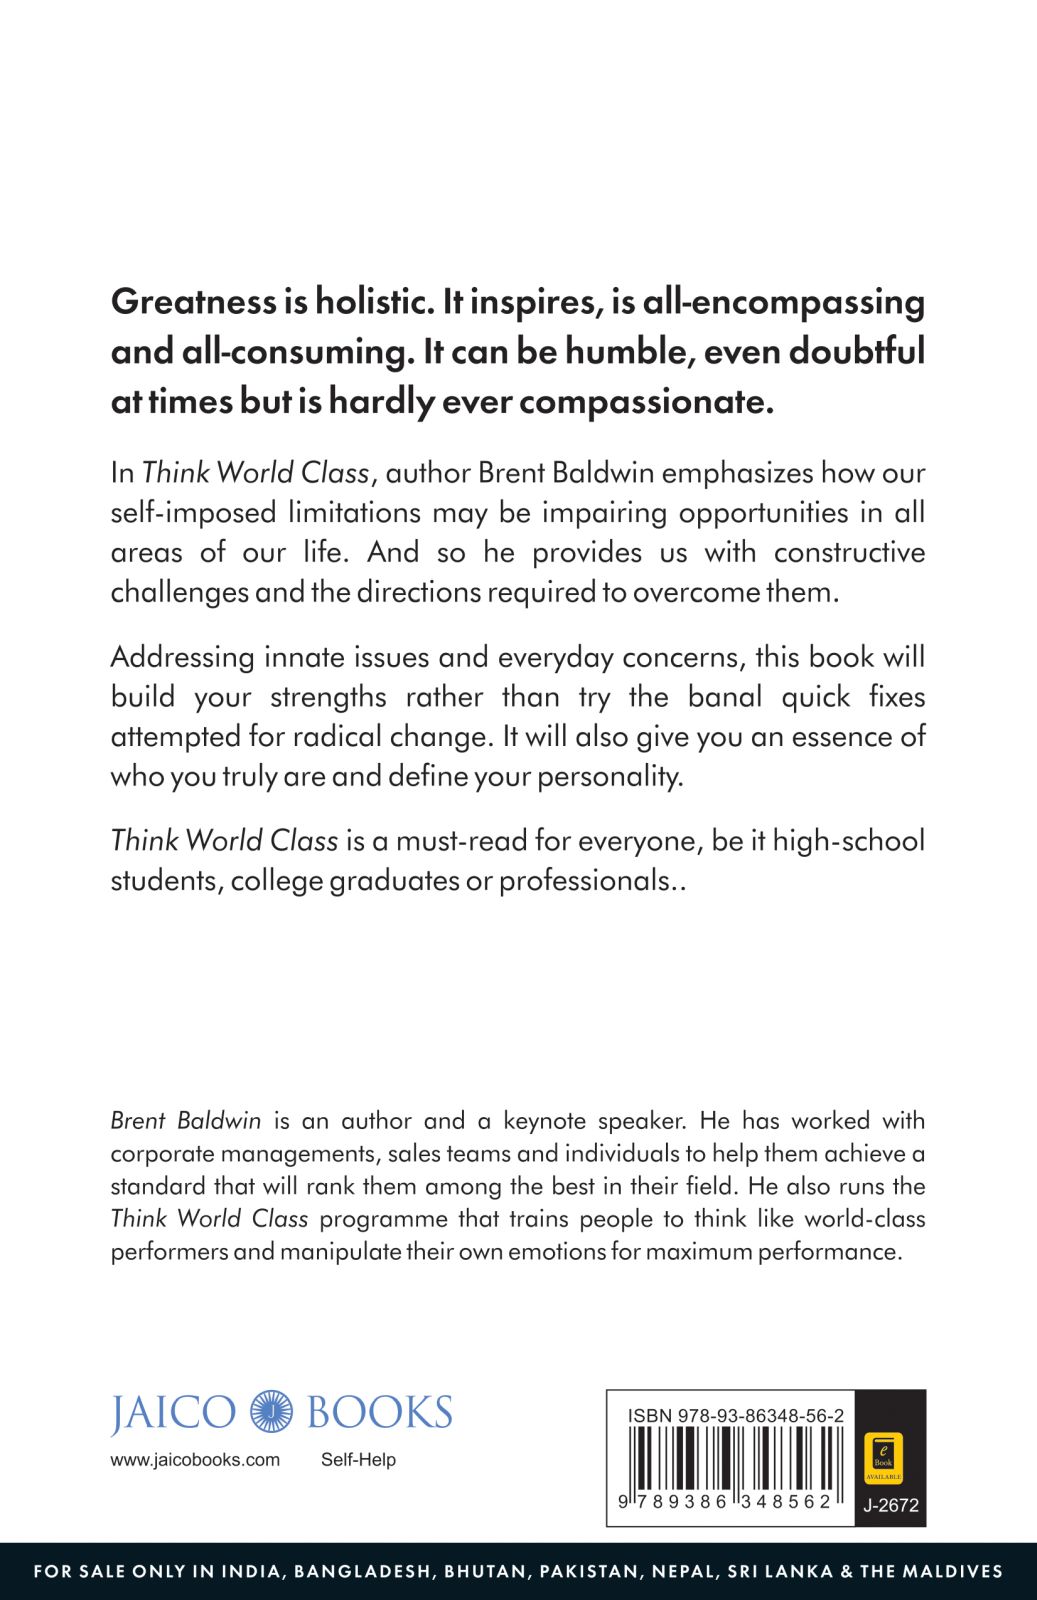 Greatness is holistic. It inspires, is all-encompassing
and all-consuming. It can be humble, even doubtful
at times but is hardly ever compassionate.
In Think World Class, author Brent Baldwin emphasizes how our
self-imposed limitations may be impairing opportunities in all
areas of our life. And so he provides us with constructive
challenges and the directions required to overcome them.
Addressing innate issues and everyday concerns, this book will
build your strengths rather than try the banal quick fixes
attempted for radical change. It will also give you an essence of
who you truly are and define your personality.
Think World Class is a must-read for everyone, be it high-school
students, college graduates or professionals..
Brent Baldwin is an author and a keynote speaker. He has worked with
corporate managements, sales teams and individuals to help them achieve a
standard that will rank them among the best in their field. He also runs the
Think World Class programme that trains people to think like world-class
performers and manipulate their own emotions for maximum performance.
JAICO J BOOKS
www.jaicobooks.com Self-Help
ISBN 978-93-86348-56-2
9 789386 348562
e
Book
AVAILABLE
J-2672
FOR SALE ONLY IN INDIA, BANGLADESH, BHUTAN, PAKISTAN, NEPAL, SRI LANKA & THE MALDIVES